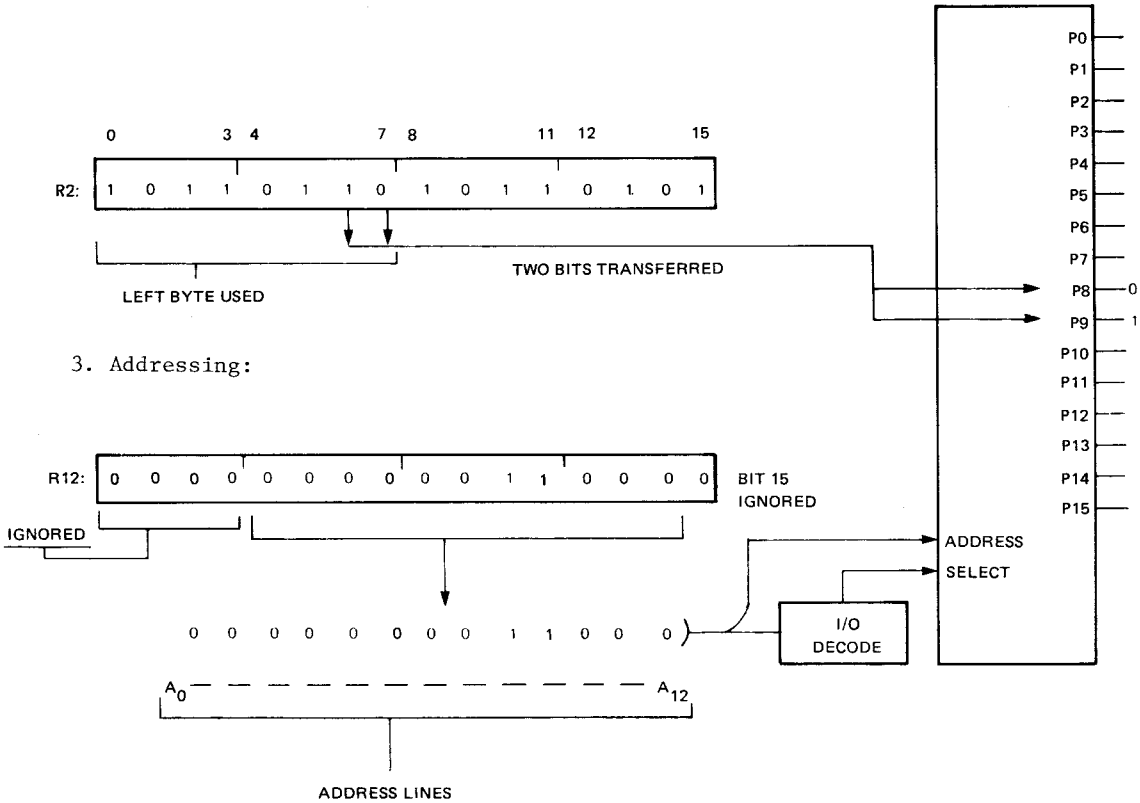 P0
P1
P2
0 3 4 7 8 11 12 15
P3
P4
R2: 1 0 1 1 0 1 1 0 1 0 1 1 0 1. 0 1
P5
P6
P7
TWO BITS TRANSFERRED
LEFT BYTE USED
P8 0
P9 1
3. Addressing:
P10
P11
P12
P13
R12: 0 0 0 0 0 0 0 0 0 0 1 1 0 0 0 0
BIT 15
IGNORED
P14
P15
IGNORED
ADDRESS
SELECT
0 0 0 0 0 0 0 0 1 1 0 0 0
I/O
DECODE
A0 A12
ADDRESS LINES